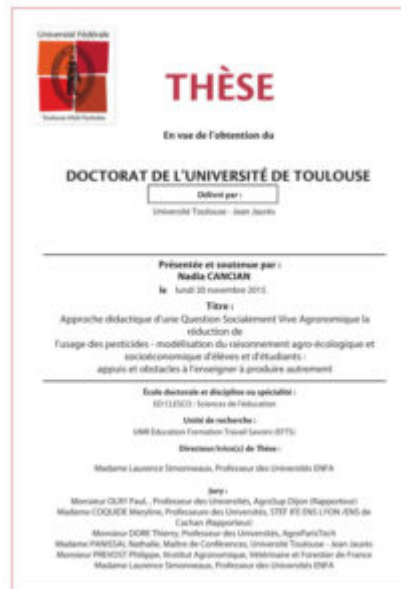 Université Fédérale
Toulouse Midi-Pyrénées
THÈSE
En vue de l'obtention du
DOCTORAT DE L'UNIVERSITÉ DE TOULOUSE
Délivré par :
Université Toulouse - Jean Jaurès
Présentée et soutenue par :
Nadia CANCIAN
le lundi 30 novembre 2015
Titre :
Approche didactique d'une Question Socialement Vive Agronomique la
réduction de
l'usage des pesticides - modélisation du raisonnement agro-écologique et
socioéconomique d'élèves et d'étudiants :
appuis et obstacles à l'enseigner à produire autrement
École doctorale et discipline ou spécialité :
ED CLESCO : Sciences de l'éducation
Unité de recherche :
UMR Éducation Formation Travail Savoirs (EFTS)
Directeur/trice(s) de Thèse :
Madame Laurence Simonneaux, Professeur des Universités ENFA
Jury :
Monsieur OLRY Paul, , Professeur des Universités, AgroSup Dijon (Rapporteur)
Madame COQUIDE Maryline, Professeure des Universités, STEF IFE ENS LYON /ENS de
Cachan (Rapporteur)
Monsieur DORE Thierry, Professeur des Universités, AgroParisTech
Madame PANISSAL Nathalie, Maître de Conférences, Université Toulouse - Jean Jaurès
Monsieur PREVOST Philippe, Institut Agronomique, Vétérinaire et Forestier de France
Madame Laurence Simonneaux, Professeur des Universités ENFA